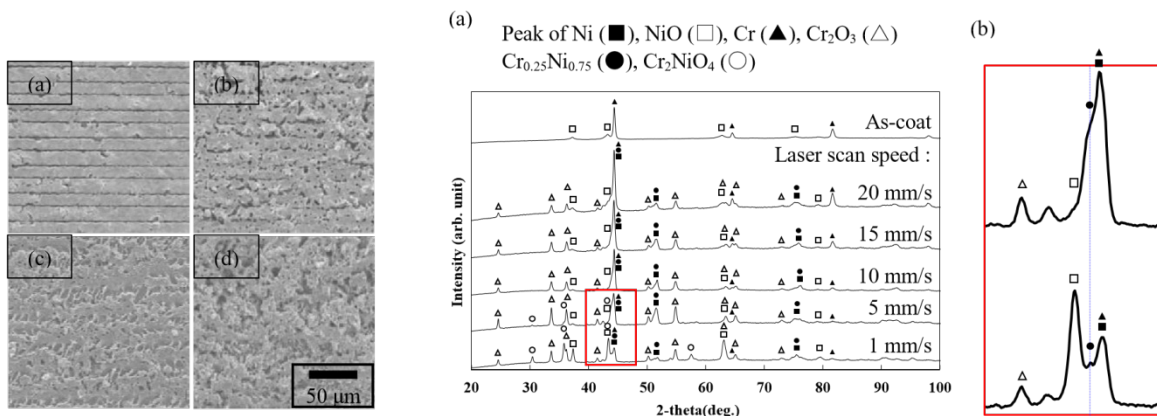 (a)
(b)
(c)
(d)
50 μm
(a)
Peak of Ni (■), NiO (□), Cr (▲), Cr₂O₃ (△)
Cr₀.₂₅Ni₀.₇₅ (●), Cr₂NiO₄ (○)
As-coat
Laser scan speed :
20 mm/s
15 mm/s
10 mm/s
5 mm/s
1 mm/s
Intensity (arb. unit)
20 30 40 50 60 70 80 90 100
2-theta(deg.)
(b)